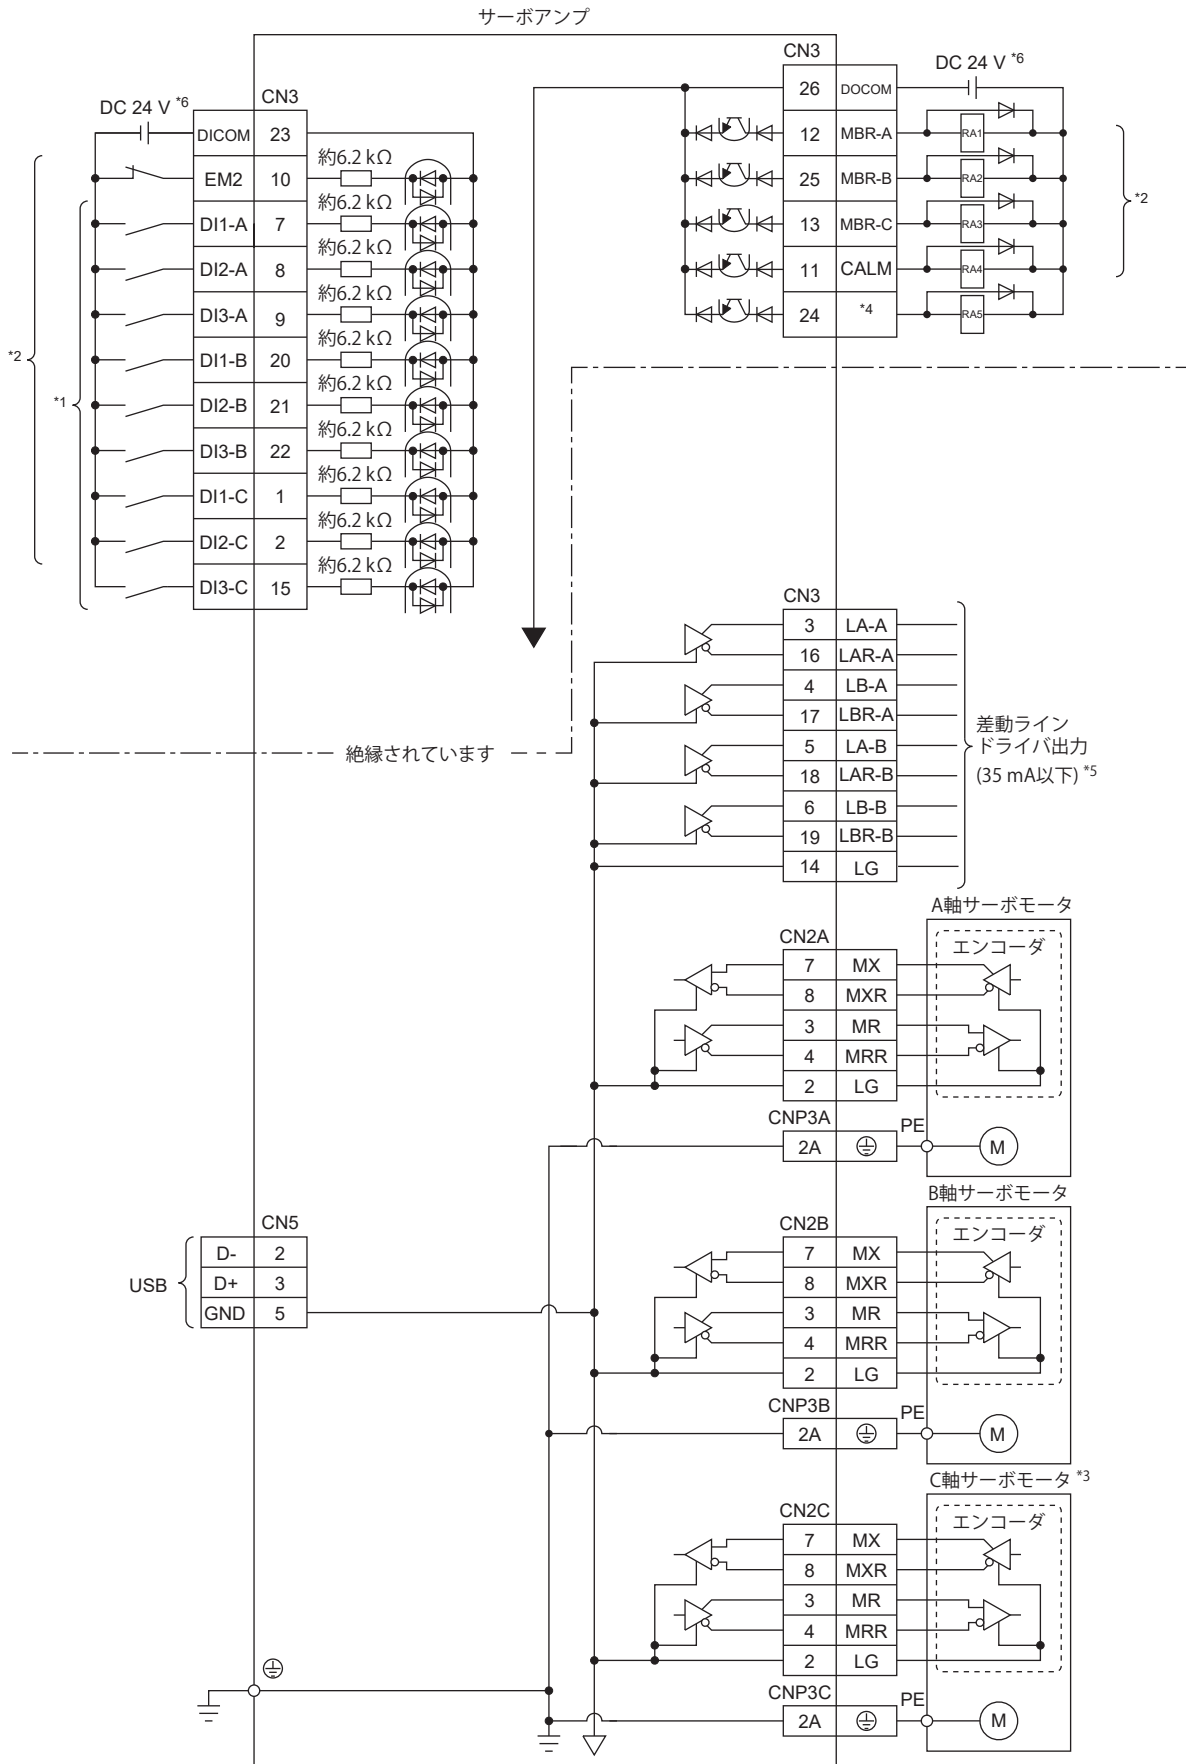 サーボアンプ
DC 24 V *6
CN3
DICOM 23
EM2 10 約6.2 kΩ
DI1-A 7 約6.2 kΩ
DI2-A 8 約6.2 kΩ
DI3-A 9 約6.2 kΩ
DI1-B 20 約6.2 kΩ
DI2-B 21 約6.2 kΩ
DI3-B 22 約6.2 kΩ
DI1-C 1 約6.2 kΩ
DI2-C 2 約6.2 kΩ
DI3-C 15 約6.2 kΩ
*2
*1
CN3
DC 24 V *6
26 DOCOM
12 MBR-A RA1
25 MBR-B RA2
13 MBR-C RA3
11 CALM RA4
24 *4 RA5
*2
絶縁されています
CN3
3 LA-A
16 LAR-A
4 LB-A
17 LBR-A
5 LA-B
18 LAR-B
6 LB-B
19 LBR-B
14 LG
差動ライン
ドライバ出力
(35 mA以下) *5
A軸サーボモータ
CN2A
エンコーダ
7 MX
8 MXR
3 MR
4 MRR
2 LG
CNP3A
2A PE M
B軸サーボモータ
CN2B
エンコーダ
7 MX
8 MXR
3 MR
4 MRR
2 LG
CNP3B
2A PE M
CN5
USB
D- 2
D+ 3
GND 5
C軸サーボモータ *3
CN2C
エンコーダ
7 MX
8 MXR
3 MR
4 MRR
2 LG
CNP3C
2A PE M